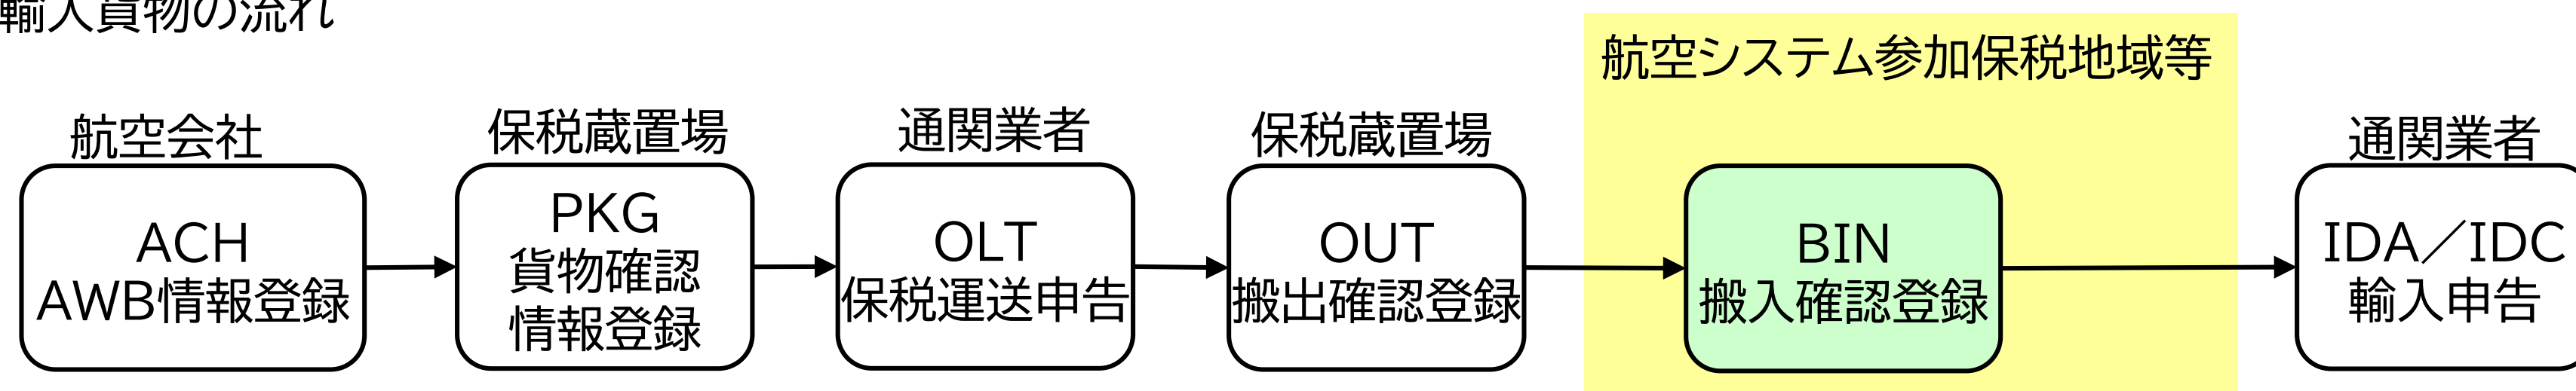 輸入貨物の流れ
航空システム参加保税地域等
航空会社
保税蔵置場
通関業者
保税蔵置場
通関業者
ACH
AWB情報登録
PKG
貨物確認
情報登録
OLT
保税運送申告
OUT
搬出確認登録
BIN
搬入確認登録
IDA／IDC
輸入申告